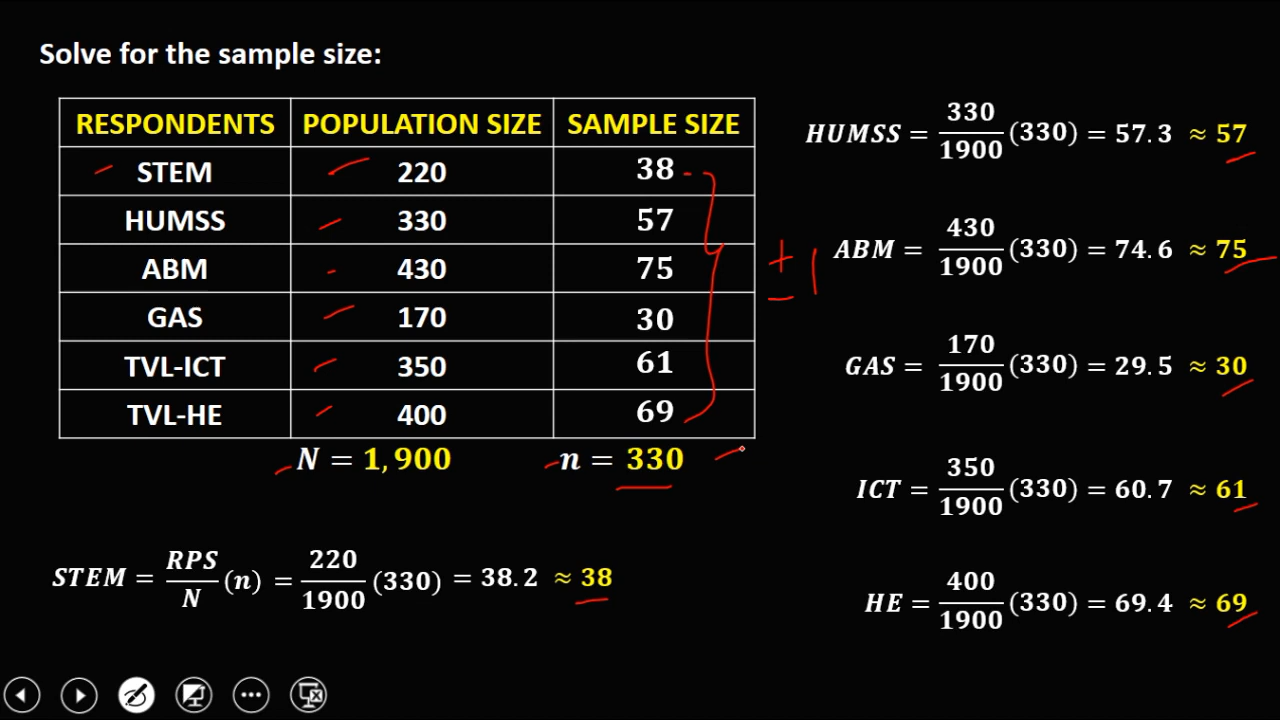 Solve for the sample size:
RESPONDENTS POPULATION SIZE SAMPLE SIZE
STEM 220 38
HUMSS 330 57
ABM 430 75
GAS 170 30
TVL-ICT 350 61
TVL-HE 400 69
N = 1,900 n = 330
± 1
STEM = RPS/N (n) = 220/1900 (330) = 38.2 ≈ 38
HUMSS = 330/1900 (330) = 57.3 ≈ 57
ABM = 430/1900 (330) = 74.6 ≈ 75
GAS = 170/1900 (330) = 29.5 ≈ 30
ICT = 350/1900 (330) = 60.7 ≈ 61
HE = 400/1900 (330) = 69.4 ≈ 69